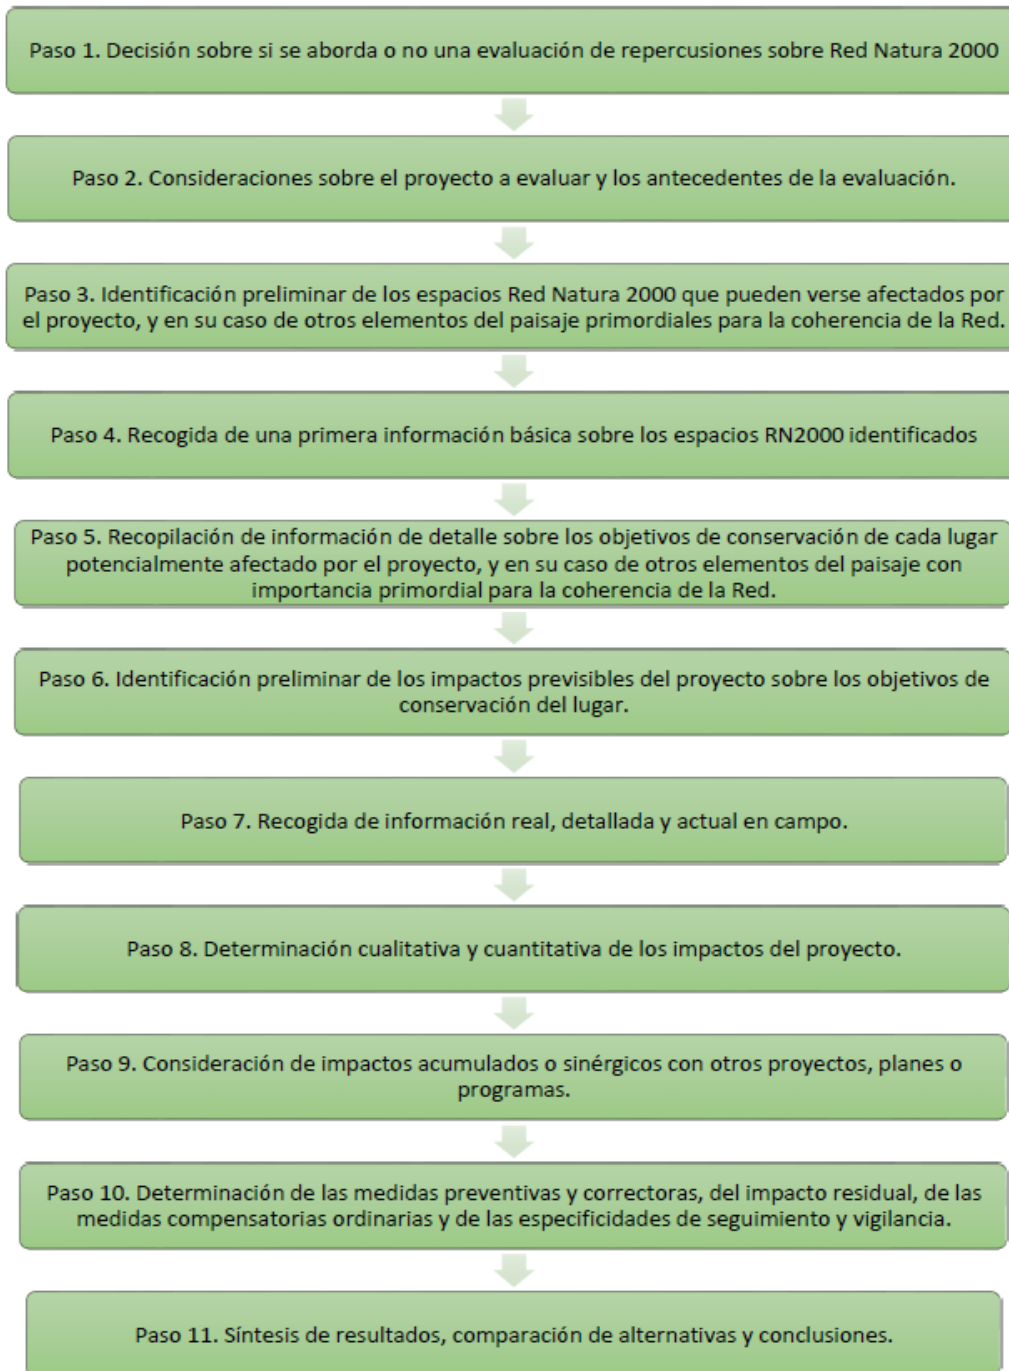 Paso 1. Decisión sobre si se aborda o no una evaluación de repercusiones sobre Red Natura 2000
Paso 2. Consideraciones sobre el proyecto a evaluar y los antecedentes de la evaluación.
Paso 3. Identificación preliminar de los espacios Red Natura 2000 que pueden verse afectados por
el proyecto, y en su caso de otros elementos del paisaje primordiales para la coherencia de la Red.
Paso 4. Recogida de una primera información básica sobre los espacios RN2000 identificados
Paso 5. Recopilación de información de detalle sobre los objetivos de conservación de cada lugar
potencialmente afectado por el proyecto, y en su caso de otros elementos del paisaje con
importancia primordial para la coherencia de la Red.
Paso 6. Identificación preliminar de los impactos previsibles del proyecto sobre los objetivos de
conservación del lugar.
Paso 7. Recogida de información real, detallada y actual en campo.
Paso 8. Determinación cualitativa y cuantitativa de los impactos del proyecto.
Paso 9. Consideración de impactos acumulados o sinérgicos con otros proyectos, planes o
programas.
Paso 10. Determinación de las medidas preventivas y correctoras, del impacto residual, de las
medidas compensatorias ordinarias y de las especificidades de seguimiento y vigilancia.
Paso 11. Síntesis de resultados, comparación de alternativas y conclusiones.